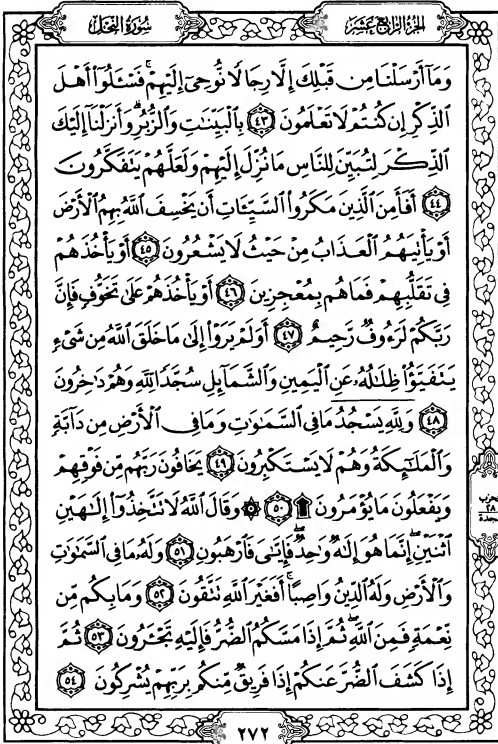 الجزء الرابع عشر
سورة النحل
وَمَآ أَرْسَلْنَا مِن قَبْلِكَ إِلَّا رِجَالًا نُّوحِىٓ إِلَيْهِمْ ۚ فَسْـَٔلُوٓا۟ أَهْلَ
ٱلذِّكْرِ إِن كُنتُمْ لَا تَعْلَمُونَ ٤٣ بِٱلْبَيِّنَـٰتِ وَٱلزُّبُرِ ۗ وَأَنزَلْنَآ إِلَيْكَ
ٱلذِّكْرَ لِتُبَيِّنَ لِلنَّاسِ مَا نُزِّلَ إِلَيْهِمْ وَلَعَلَّهُمْ يَتَفَكَّرُونَ
٤٤ أَفَأَمِنَ ٱلَّذِينَ مَكَرُوا۟ ٱلسَّيِّـَٔاتِ أَن يَخْسِفَ ٱللَّهُ بِهِمُ ٱلْأَرْضَ
أَوْ يَأْتِيَهُمُ ٱلْعَذَابُ مِنْ حَيْثُ لَا يَشْعُرُونَ ٤٥ أَوْ يَأْخُذَهُمْ
فِى تَقَلُّبِهِمْ فَمَا هُم بِمُعْجِزِينَ ٤٦ أَوْ يَأْخُذَهُمْ عَلَىٰ تَخَوُّفٍ فَإِنَّ
رَبَّكُمْ لَرَءُوفٌ رَّحِيمٌ ٤٧ أَوَلَمْ يَرَوْا۟ إِلَىٰ مَا خَلَقَ ٱللَّهُ مِن شَىْءٍ
يَتَفَيَّؤُا۟ ظِلَـٰلُهُۥ عَنِ ٱلْيَمِينِ وَٱلشَّمَآئِلِ سُجَّدًا لِّلَّهِ وَهُمْ دَٰخِرُونَ
٤٨ وَلِلَّهِ يَسْجُدُ مَا فِى ٱلسَّمَـٰوَٰتِ وَمَا فِى ٱلْأَرْضِ مِن دَآبَّةٍ
وَٱلْمَلَـٰٓئِكَةُ وَهُمْ لَا يَسْتَكْبِرُونَ ٤٩ يَخَافُونَ رَبَّهُم مِّن فَوْقِهِمْ
وَيَفْعَلُونَ مَا يُؤْمَرُونَ ۩ ٥٠ ۞ وَقَالَ ٱللَّهُ لَا تَتَّخِذُوٓا۟ إِلَـٰهَيْنِ
ٱثْنَيْنِ ۖ إِنَّمَا هُوَ إِلَـٰهٌ وَٰحِدٌ ۖ فَإِيَّـٰىَ فَٱرْهَبُونِ ٥١ وَلَهُۥ مَا فِى ٱلسَّمَـٰوَٰتِ
وَٱلْأَرْضِ وَلَهُ ٱلدِّينُ وَاصِبًا ۚ أَفَغَيْرَ ٱللَّهِ تَتَّقُونَ ٥٢ وَمَا بِكُم مِّن
نِّعْمَةٍ فَمِنَ ٱللَّهِ ۖ ثُمَّ إِذَا مَسَّكُمُ ٱلضُّرُّ فَإِلَيْهِ تَجْـَٔرُونَ ٥٣ ثُمَّ
إِذَا كَشَفَ ٱلضُّرَّ عَنكُمْ إِذَا فَرِيقٌ مِّنكُم بِرَبِّهِمْ يُشْرِكُونَ ٥٤
حزب
٢٨
سجدة
٢٧٢